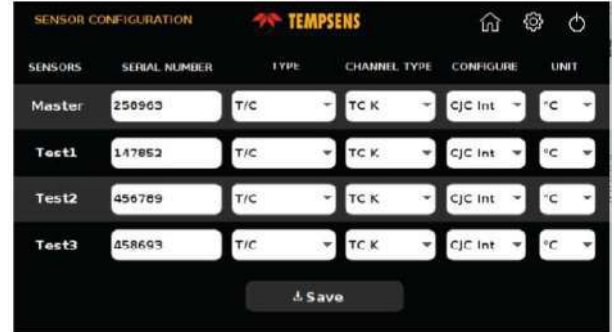 SENSOR CONFIGURATION TEMPSENS
SENSORS SERIAL NUMBER TYPE CHANNEL TYPE CONFIGURE UNIT
Master 258963 T/C TC K CJC Int °C
Test1 147852 T/C TC K CJC Int °C
Test2 456789 T/C TC K CJC Int °C
Test3 458693 T/C TC K CJC Int °C
Save